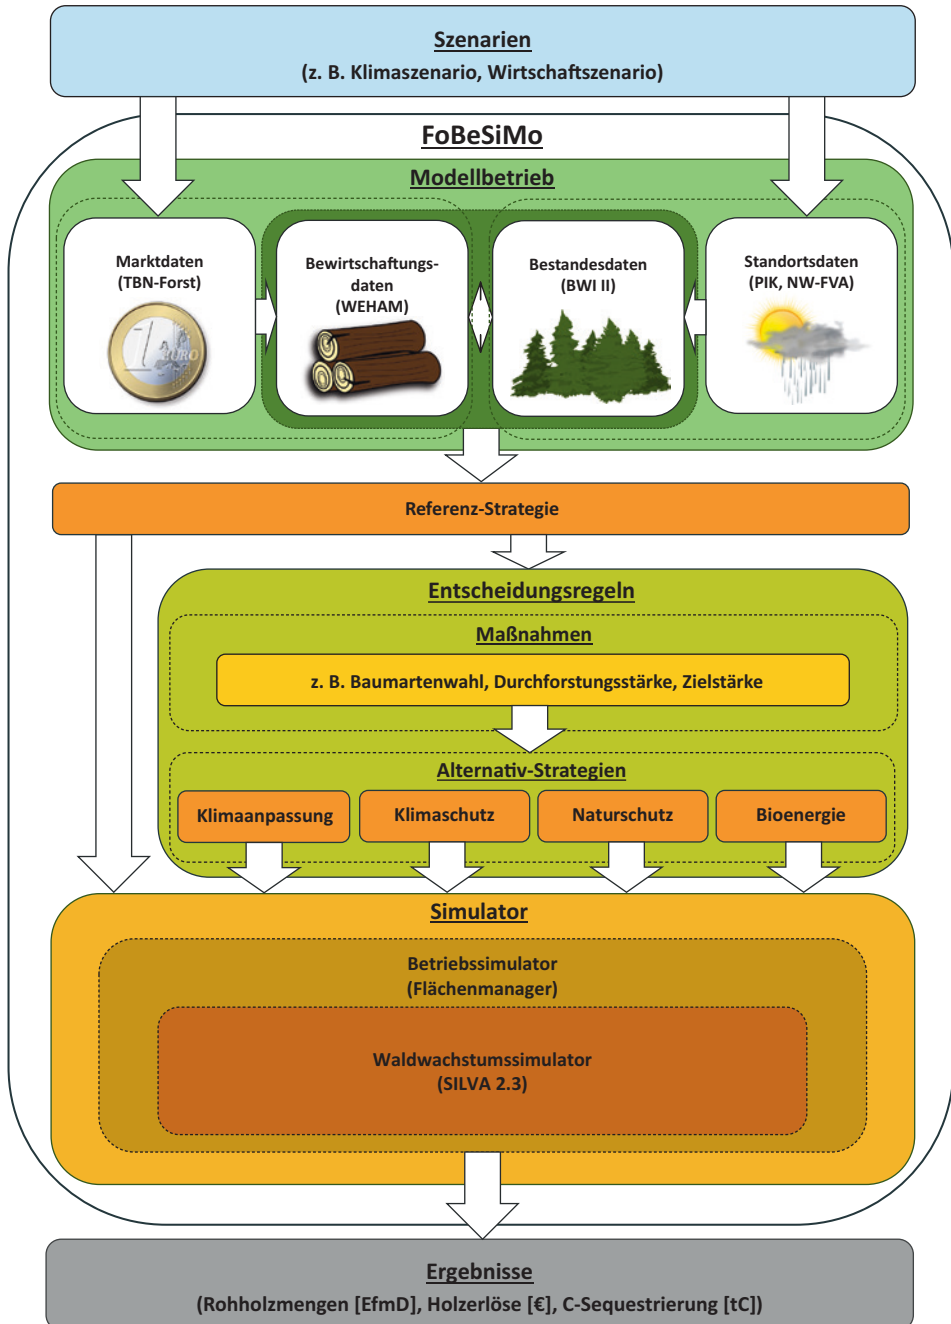 Szenarien
(z. B. Klimaszenario, Wirtschaftszenario)
FoBeSiMo
Modellbetrieb
Marktdaten
(TBN-Forst)
Bewirtschaftungs-
daten
(WEHAM)
Bestandesdaten
(BWI II)
Standortsdaten
(PIK, NW-FVA)
1 EURO
Referenz-Strategie
Entscheidungsregeln
Maßnahmen
z. B. Baumartenwahl, Durchforstungsstärke, Zielstärke
Alternativ-Strategien
Klimaanpassung
Klimaschutz
Naturschutz
Bioenergie
Simulator
Betriebssimulator
(Flächenmanager)
Waldwachstumssimulator
(SILVA 2.3)
Ergebnisse
(Rohholzmengen [EfmD], Holzerlöse [€], C-Sequestrierung [tC])